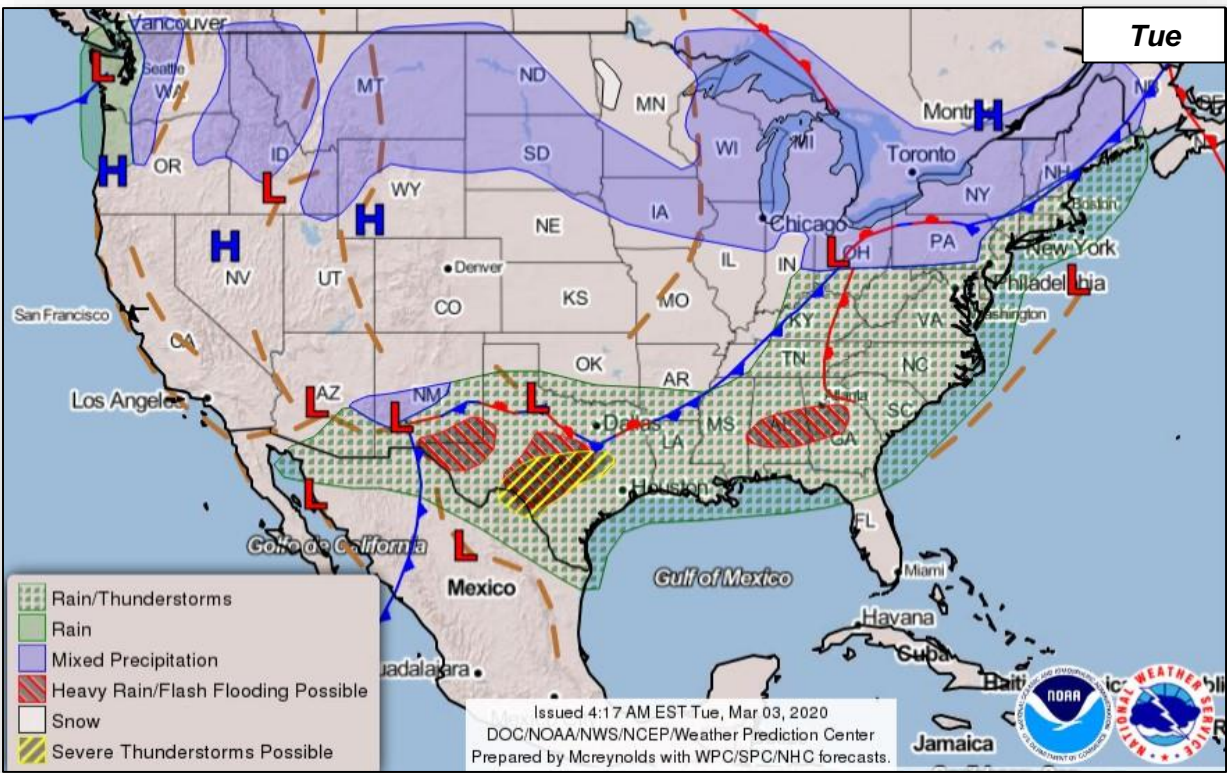 Tue
Vancouver
L
Seattle
WA
MT
ND
MN
Montr
H
NB
H
OR
ID
SD
WI
MI
Toronto
L
WY
NY
NH
H
IA
Boston
H
NE
Chicago
L
OH
PA
New York
NV
UT
Denver
IL
IN
Philadelphia
L
CO
KS
MO
KY
VA
Washington
San Francisco
CA
OK
TN
NC
Los Angeles
L
AZ
NM
L
L
AR
Atlanta
SC
Dallas
MS
AL
GA
LA
L
Houston
FL
Golfo de California
L
Mexico
Gulf of Mexico
Miami
Havana
Cuba
uadalajara
Jamaica
Rain/Thunderstorms
Rain
Mixed Precipitation
Heavy Rain/Flash Flooding Possible
Snow
Severe Thunderstorms Possible
Issued 4:17 AM EST Tue, Mar 03, 2020
DOC/NOAA/NWS/NCEP/Weather Prediction Center
Prepared by Mcreynolds with WPC/SPC/NHC forecasts.
NOAA
NATIONAL WEATHER SERVICE